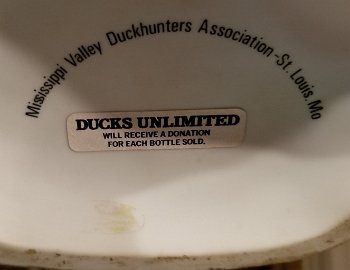 Mississippi Valley Duckhunters Association-St. Louis, Mo
DUCKS UNLIMITED
WILL RECEIVE A DONATION
FOR EACH BOTTLE SOLD.